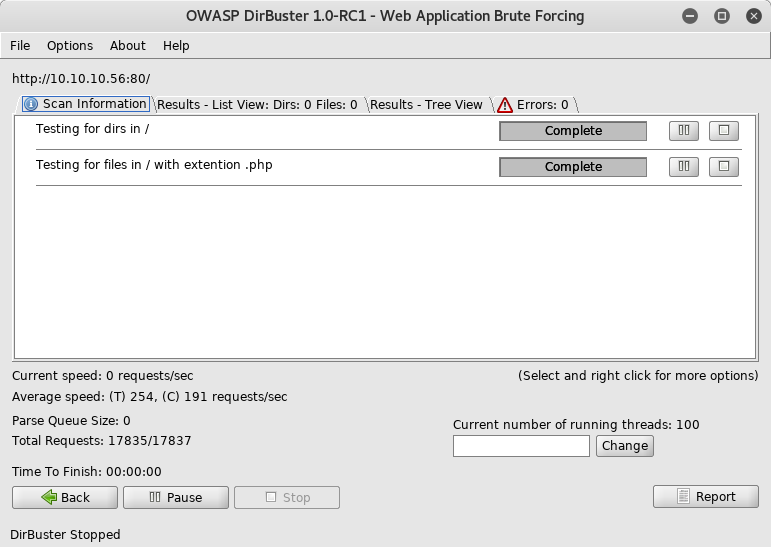 OWASP DirBuster 1.0-RC1 - Web Application Brute Forcing
File Options About Help
http://10.10.10.56:80/
Scan Information Results - List View: Dirs: 0 Files: 0 Results - Tree View Errors: 0
Testing for dirs in / Complete
Testing for files in / with extention .php Complete
Current speed: 0 requests/sec (Select and right click for more options)
Average speed: (T) 254, (C) 191 requests/sec
Parse Queue Size: 0
Current number of running threads: 100
Total Requests: 17835/17837
Change
Time To Finish: 00:00:00
Back Pause Stop Report
DirBuster Stopped